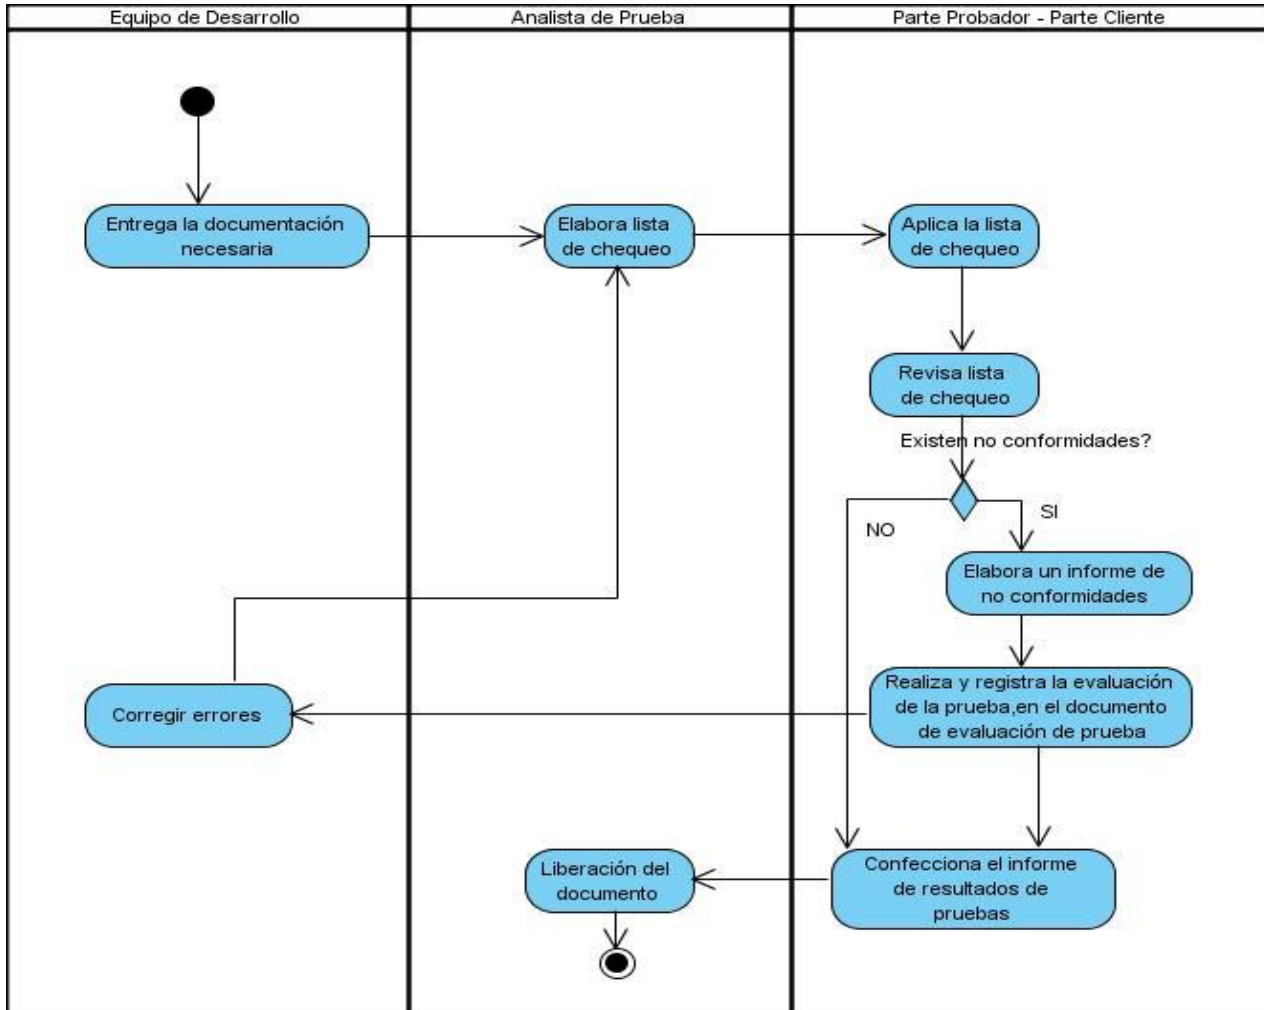 Equipo de Desarrollo
Analista de Prueba
Parte Probador - Parte Cliente
Entrega la documentación
necesaria
Elabora lista
de chequeo
Aplica la lista
de chequeo
Revisa lista
de chequeo
Existen no conformidades?
NO
SI
Elabora un informe de
no conformidades
Realiza y registra la evaluación
de la prueba,en el documento
de evaluación de prueba
Corregir errores
Confecciona el informe
de resultados de
pruebas
Liberación del
documento